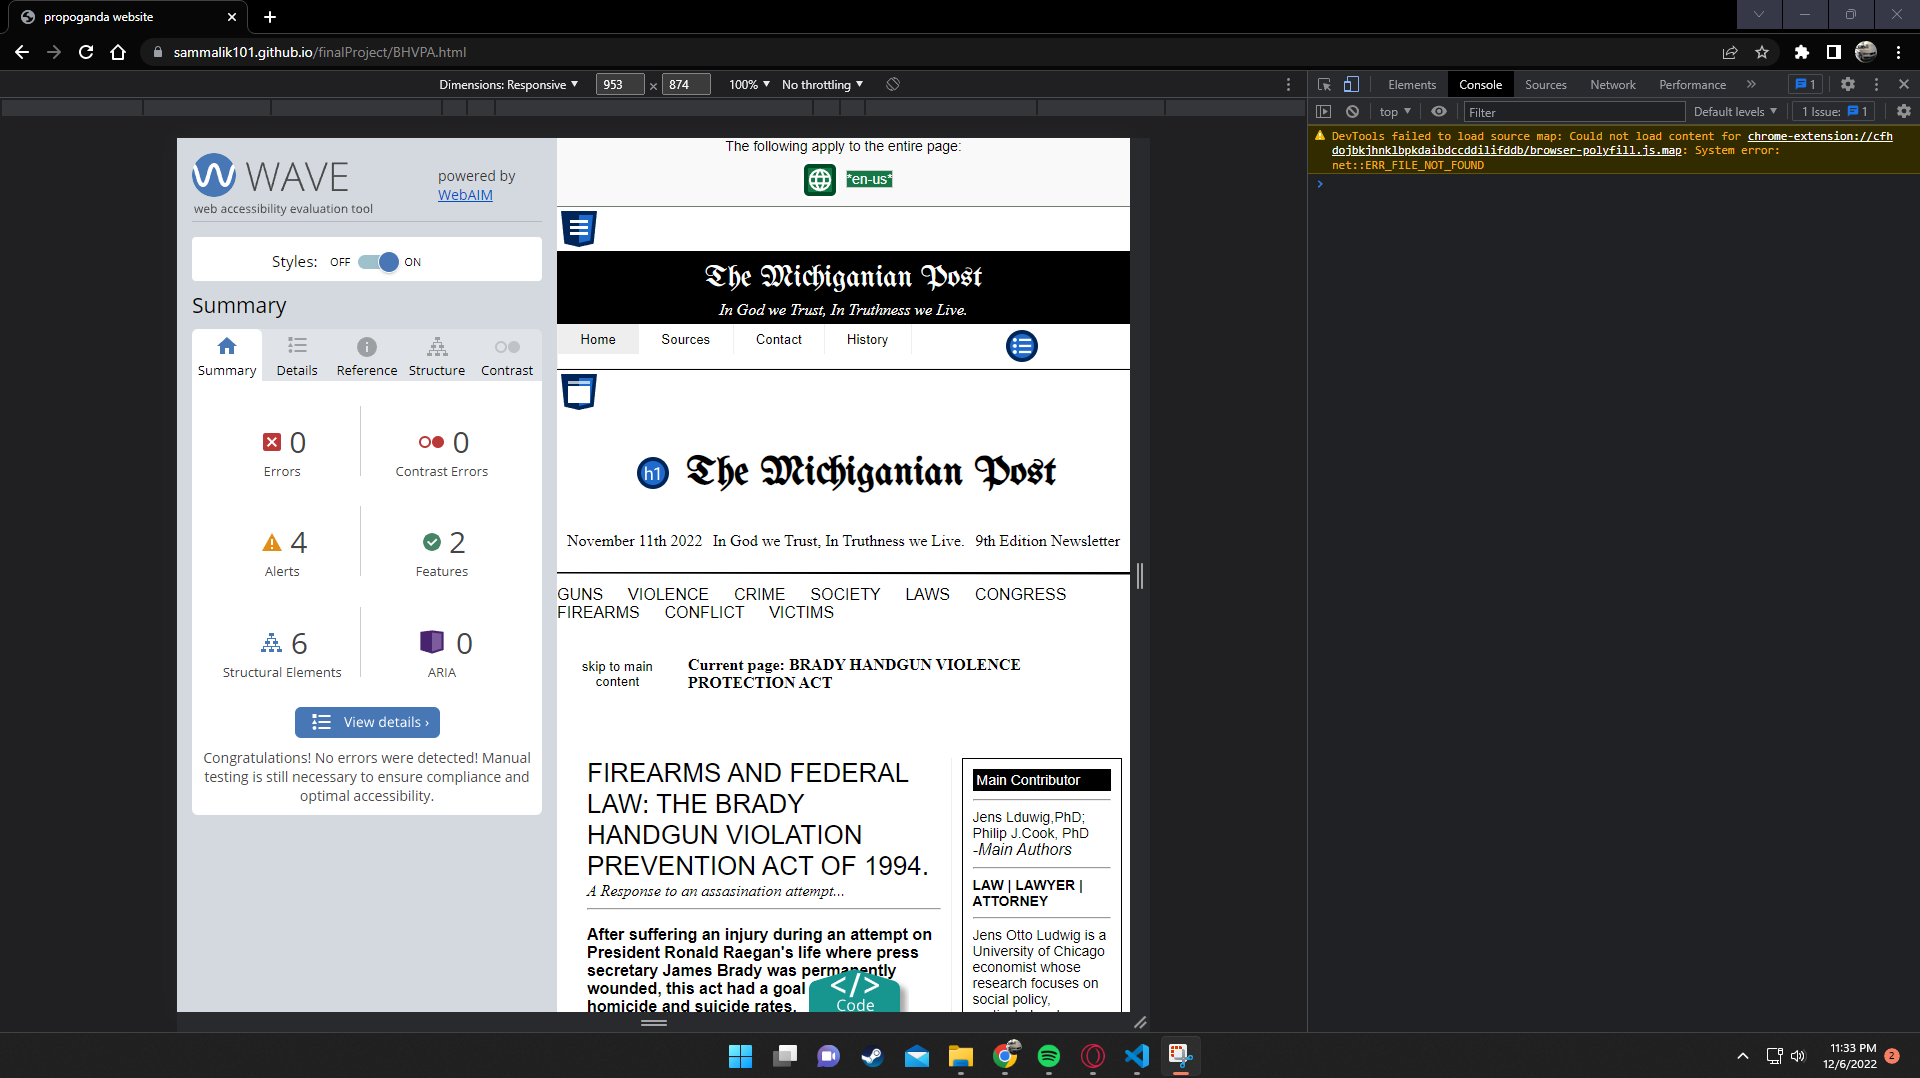 propoganda website
sammalik101.github.io/finalProject/BHVPA.html
Dimensions: Responsive 953 × 874 100% No throttling
Elements Console Sources Network Performance 1
top Filter Default levels 1 Issue: 1
DevTools failed to load source map: Could not load content for chrome-extension://cfh
dojbkjhnklbpkdaibdccddilifddb/browser-polyfill.js.map: System error:
net::ERR_FILE_NOT_FOUND
WAVE
web accessibility evaluation tool
powered by
WebAIM
Styles: OFF ON
Summary
Summary Details Reference Structure Contrast
0 0
Errors Contrast Errors
4 2
Alerts Features
6 0
Structural Elements ARIA
View details ›
Congratulations! No errors were detected! Manual
testing is still necessary to ensure compliance and
optimal accessibility.
The following apply to the entire page:
*en-us*
The Michiganian Post
In God we Trust, In Truthness we Live.
Home Sources Contact History
h1 The Michiganian Post
November 11th 2022 In God we Trust, In Truthness we Live. 9th Edition Newsletter
GUNS VIOLENCE CRIME SOCIETY LAWS CONGRESS
FIREARMS CONFLICT VICTIMS
skip to main
content
Current page: BRADY HANDGUN VIOLENCE
PROTECTION ACT
FIREARMS AND FEDERAL
LAW: THE BRADY
HANDGUN VIOLATION
PREVENTION ACT OF 1994.
A Response to an assasination attempt...
After suffering an injury during an attempt on
President Ronald Raegan's life where press
secretary James Brady was permanently
wounded, this act had a goal
homicide and suicide rates.
</>
Code
Main Contributor
Jens Lduwig,PhD;
Philip J.Cook, PhD
-Main Authors
LAW | LAWYER |
ATTORNEY
Jens Otto Ludwig is a
University of Chicago
economist whose
research focuses on
social policy,
11:33 PM
12/6/2022
2